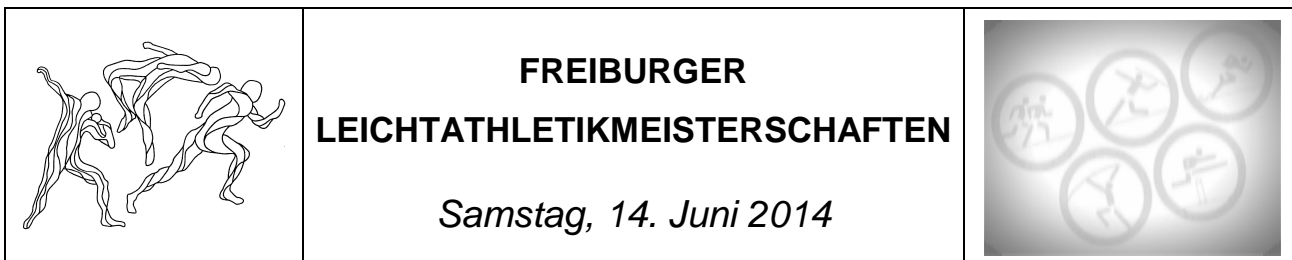 FREIBURGER
LEICHTATHLETIKMEISTERSCHAFTEN
Samstag, 14. Juni 2014